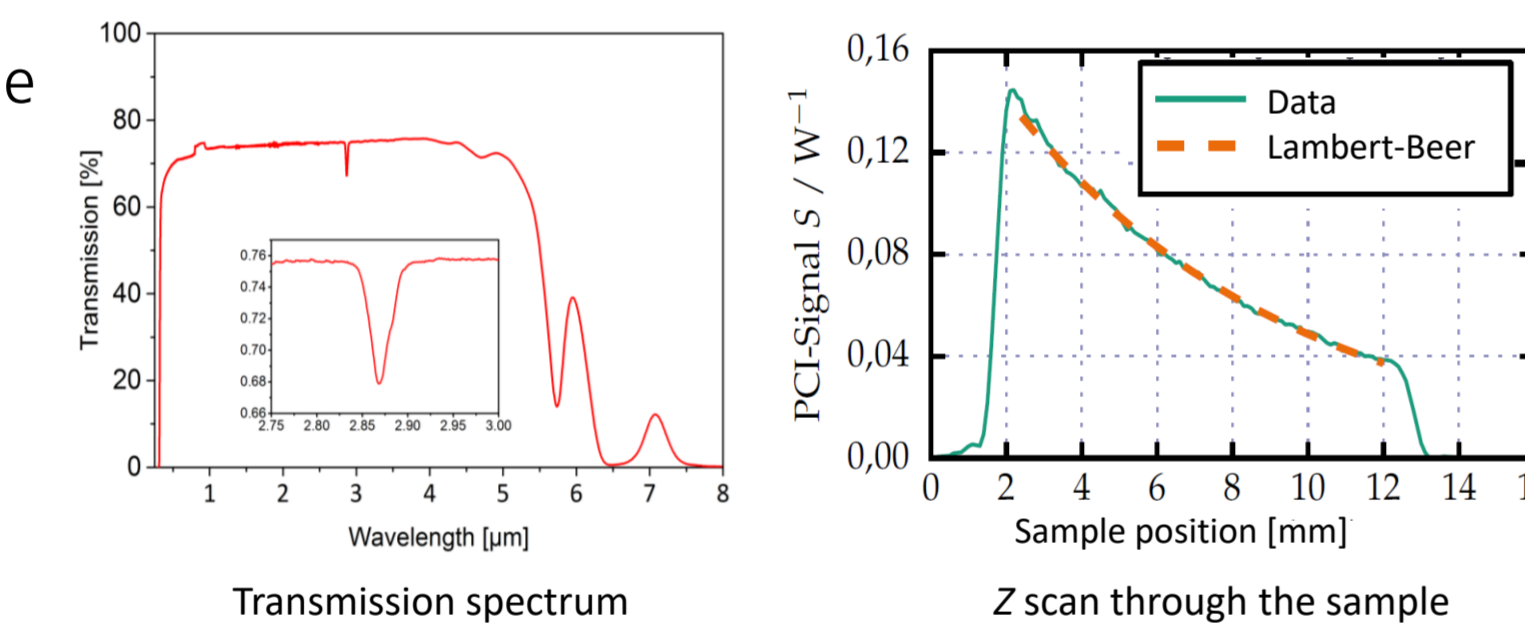 e
100
80
60
40
20
0
Transmission [%]
1 2 3 4 5 6 7 8
Wavelength [µm]
0.76
0.74
0.72
0.70
0.68
0.66
2.75 2.80 2.85 2.90 2.95 3.00
Transmission spectrum
0,16
0,12
0,08
0,04
0,00
PCI-Signal S / W−1
Data
Lambert-Beer
0 2 4 6 8 10 12 14
Sample position [mm]
Z scan through the sample